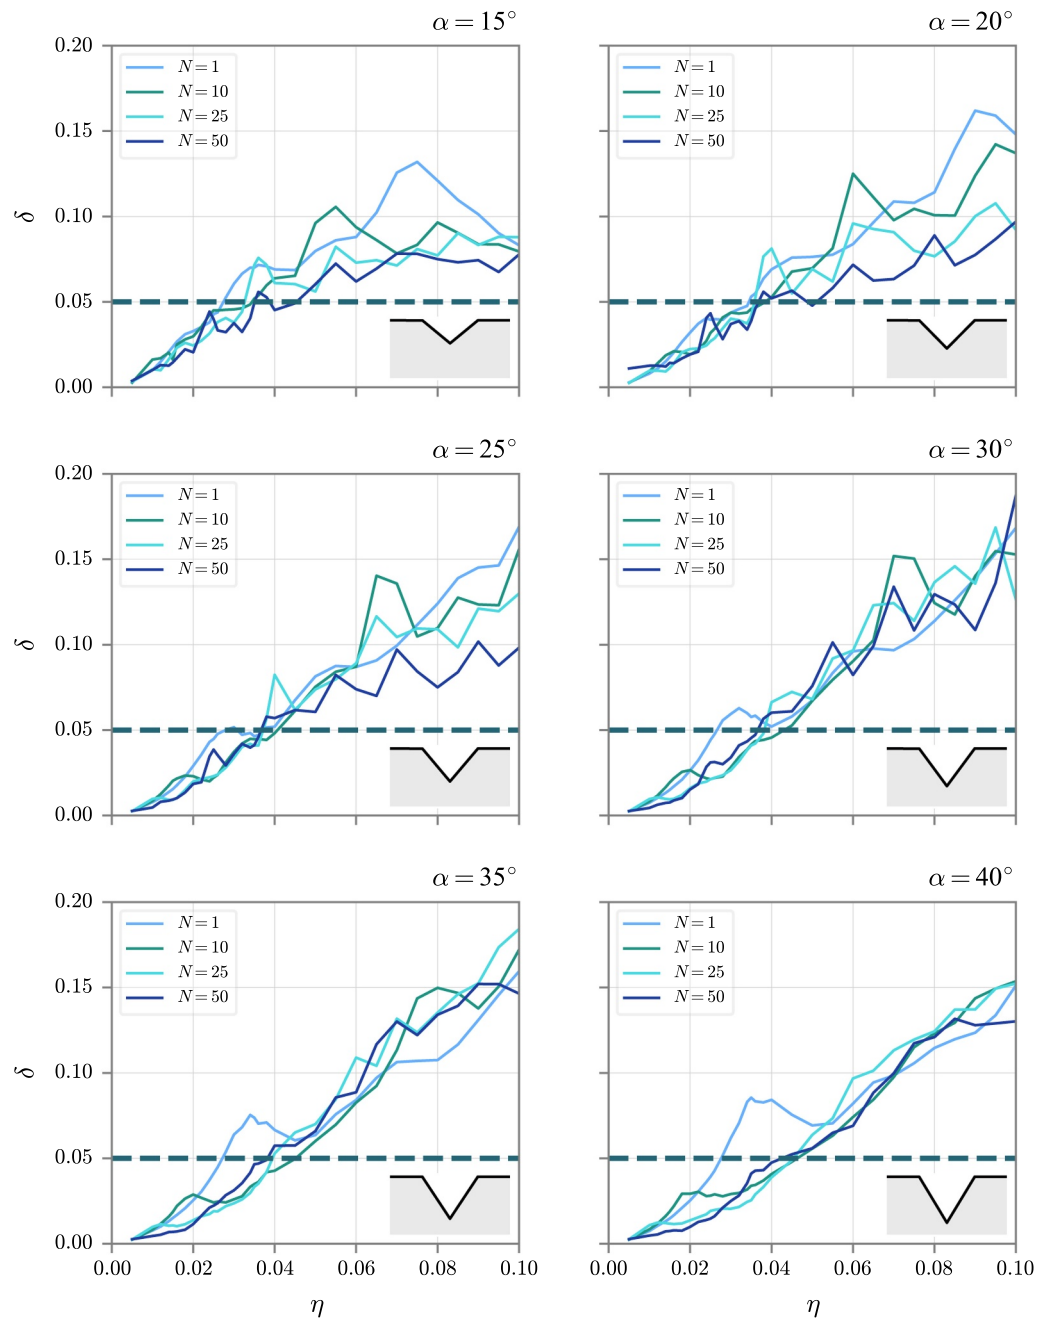 α = 15°
α = 20°
0.20
0.15
0.10
0.05
0.00
δ
N = 1
N = 10
N = 25
N = 50
N = 1
N = 10
N = 25
N = 50
α = 25°
α = 30°
0.20
0.15
0.10
0.05
0.00
δ
N = 1
N = 10
N = 25
N = 50
N = 1
N = 10
N = 25
N = 50
α = 35°
α = 40°
0.20
0.15
0.10
0.05
0.00
δ
N = 1
N = 10
N = 25
N = 50
N = 1
N = 10
N = 25
N = 50
0.00 0.02 0.04 0.06 0.08 0.10
0.00 0.02 0.04 0.06 0.08 0.10
η
η